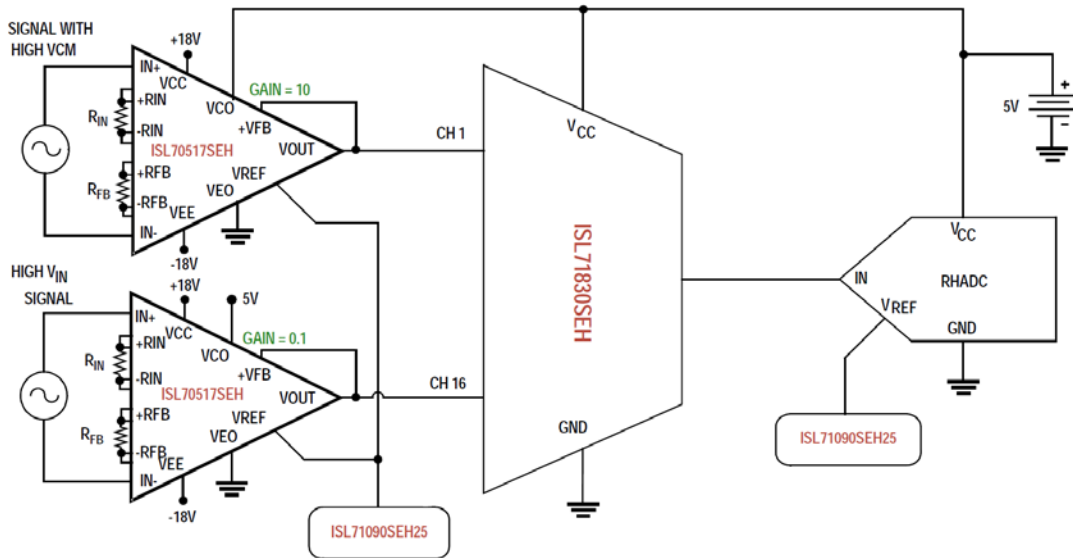 SIGNAL WITH
HIGH VCM
+18V
IN+
VCC
+RIN
RIN
-RIN
VCO
GAIN = 10
+VFB
VOUT
ISL70517SEH
+RFB
RFB
-RFB
VREF
VEO
VEE
IN-
-18V
CH 1
HIGH VIN
SIGNAL
+18V
5V
IN+
VCC
+RIN
RIN
-RIN
VCO
GAIN = 0.1
+VFB
VOUT
ISL70517SEH
+RFB
RFB
-RFB
VREF
VEO
VEE
IN-
-18V
CH 16
ISL71090SEH25
VCC
ISL71830SEH
GND
5V
+
−
VCC
IN
RHADC
VREF
GND
ISL71090SEH25